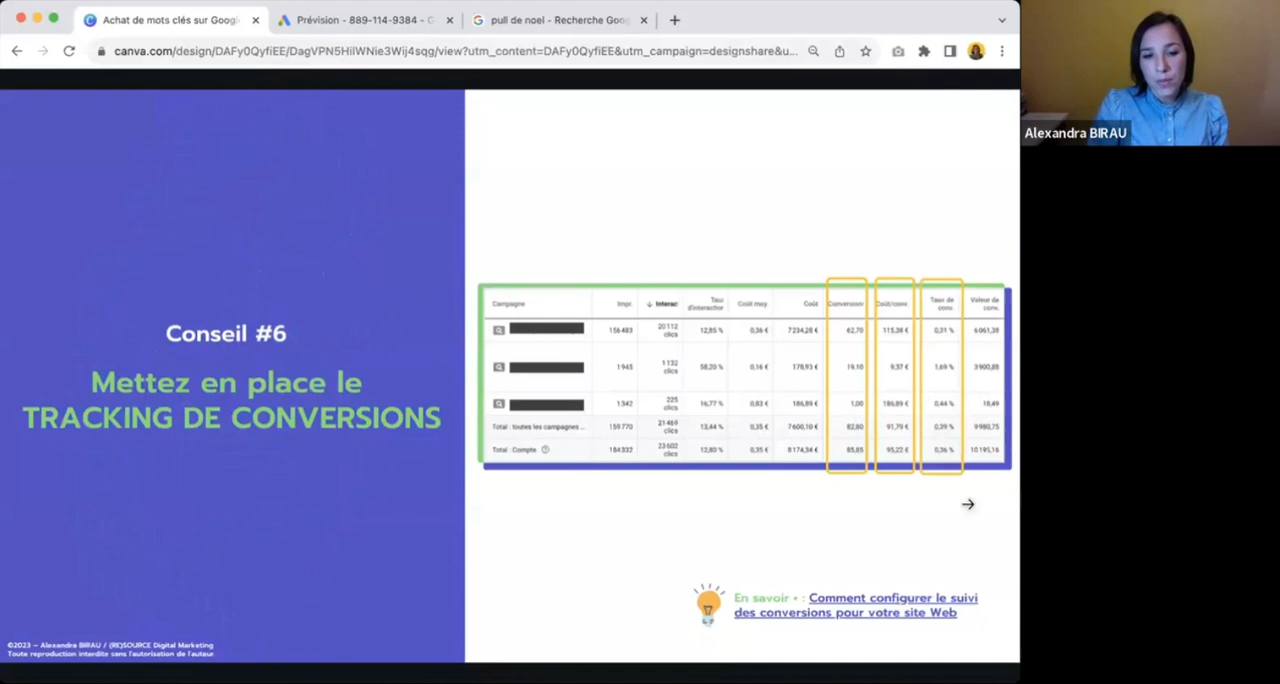 Achat de mots clés sur Googl
Prévision - 889-114-9384 - G
pull de noel - Recherche Goog
canva.com/design/DAFy0QyfiEE/DagVPN5HilWNie3Wij4sqg/view?utm_content=DAFy0QyfiEE&utm_campaign=designshare&u...
Alexandra BIRAU
Conseil #6
Mettez en place le
TRACKING DE CONVERSIONS
Campagne Impr. ↓ Interac Taux d'interaction Coût moy. Coût Conversions Coût/conv. Taux de conv. Valeur de conv.
156 483 20 112 clics 12,85 % 0,36 € 7 234,28 € 62,70 115,38 € 0,31 % 6 061,38
1 945 1 132 clics 58,20 % 0,16 € 178,93 € 19,10 9,37 € 1,69 % 3 900,88
1 342 225 clics 16,77 % 0,83 € 186,89 € 1,00 186,89 € 0,44 % 18,49
Total : toutes les campagnes ... 159 770 21 469 clics 13,44 % 0,35 € 7 600,10 € 82,80 91,79 € 0,39 % 9 980,75
Total : Compte 184 332 23 602 clics 12,80 % 0,35 € 8 174,34 € 85,85 95,22 € 0,36 % 10 195,16
En savoir + : Comment configurer le suivi
des conversions pour votre site Web
©2023 – Alexandra BIRAU / (RE)SOURCE Digital Marketing
Toute reproduction interdite sans l'autorisation de l'auteur